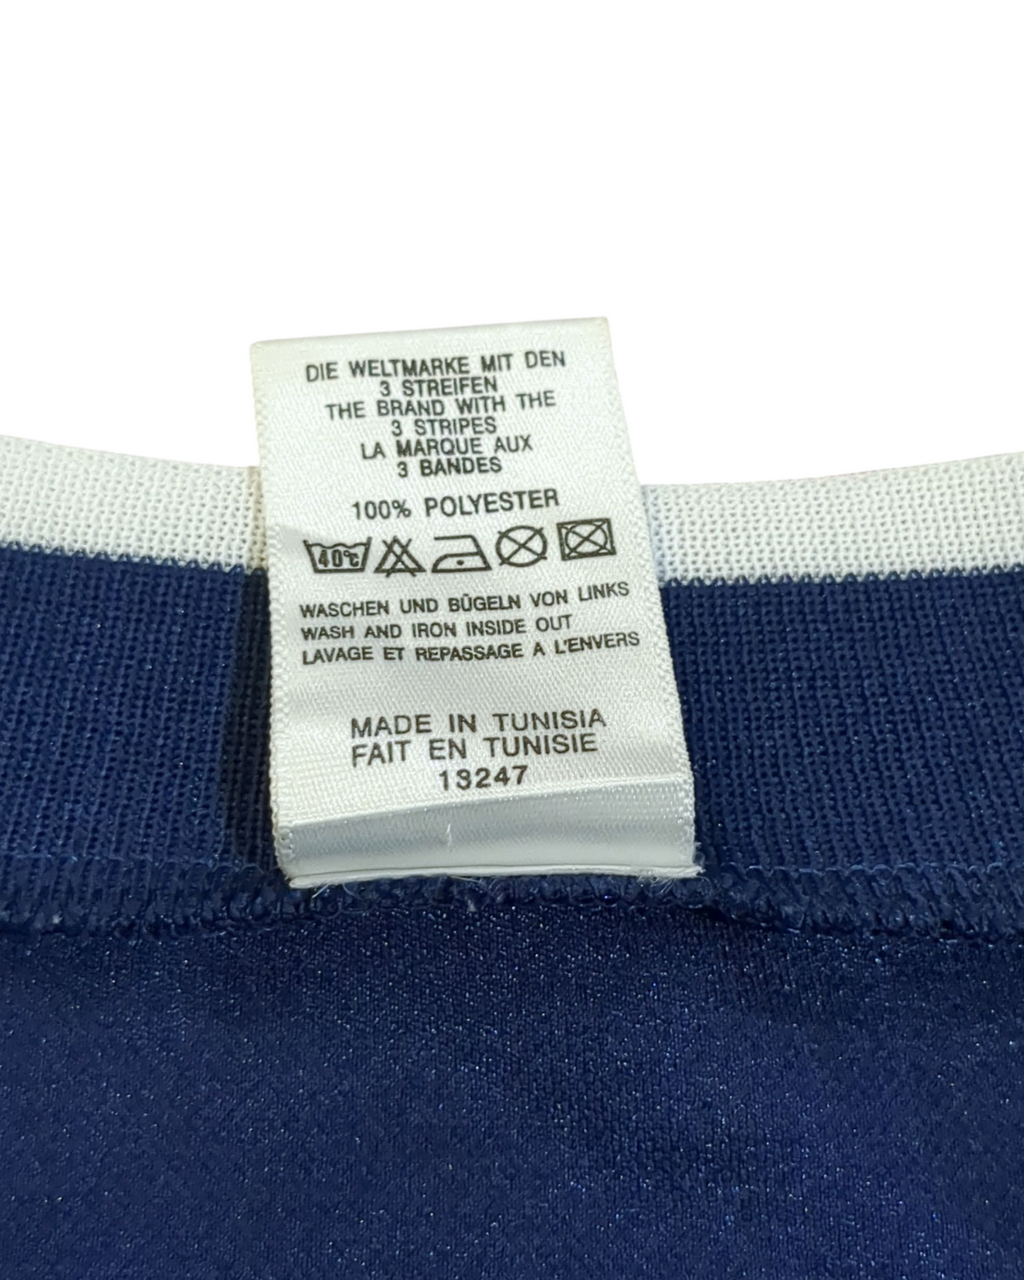 DIE WELTMARKE MIT DEN
3 STREIFEN
THE BRAND WITH THE
3 STRIPES
LA MARQUE AUX
3 BANDES
100% POLYESTER
40°C
WASCHEN UND BÜGELN VON LINKS
WASH AND IRON INSIDE OUT
LAVAGE ET REPASSAGE A L'ENVERS
MADE IN TUNISIA
FAIT EN TUNISIE
13247